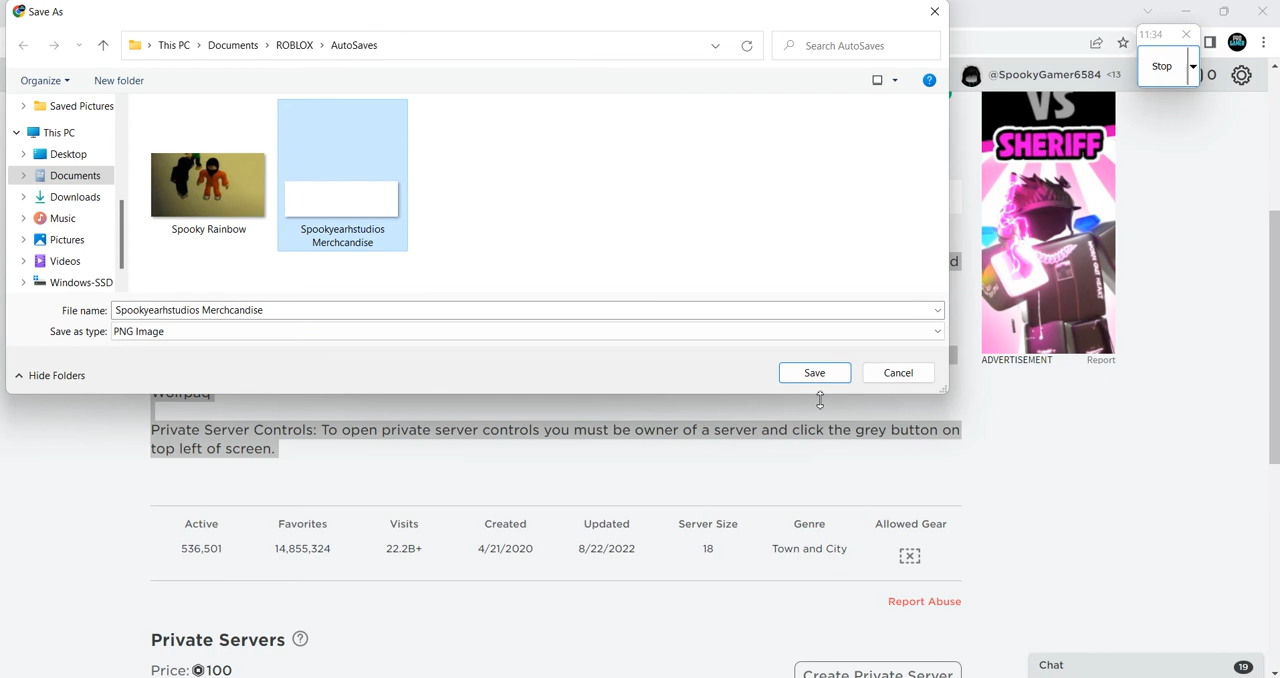 Save As
11:34
This PC
Documents
ROBLOX
AutoSaves
Search AutoSaves
Stop
Organize
New folder
@SpookyGamer6584 <13
0
Saved Pictures
This PC
Desktop
Documents
Downloads
Music
Pictures
Videos
Windows-SSD
Spooky Rainbow
Spookyearhstudios
Merchcandise
VS
SHERIFF
File name:
Spookyearhstudios Merchcandise
Save as type:
PNG Image
ADVERTISEMENT
Report
Hide Folders
Save
Cancel
Private Server Controls: To open private server controls you must be owner of a server and click the grey button on
top left of screen.
Active
Favorites
Visits
Created
Updated
Server Size
Genre
Allowed Gear
536,501
14,855,324
22.2B+
4/21/2020
8/22/2022
18
Town and City
Report Abuse
Private Servers
Price: 100
Create Private Server
Chat
19